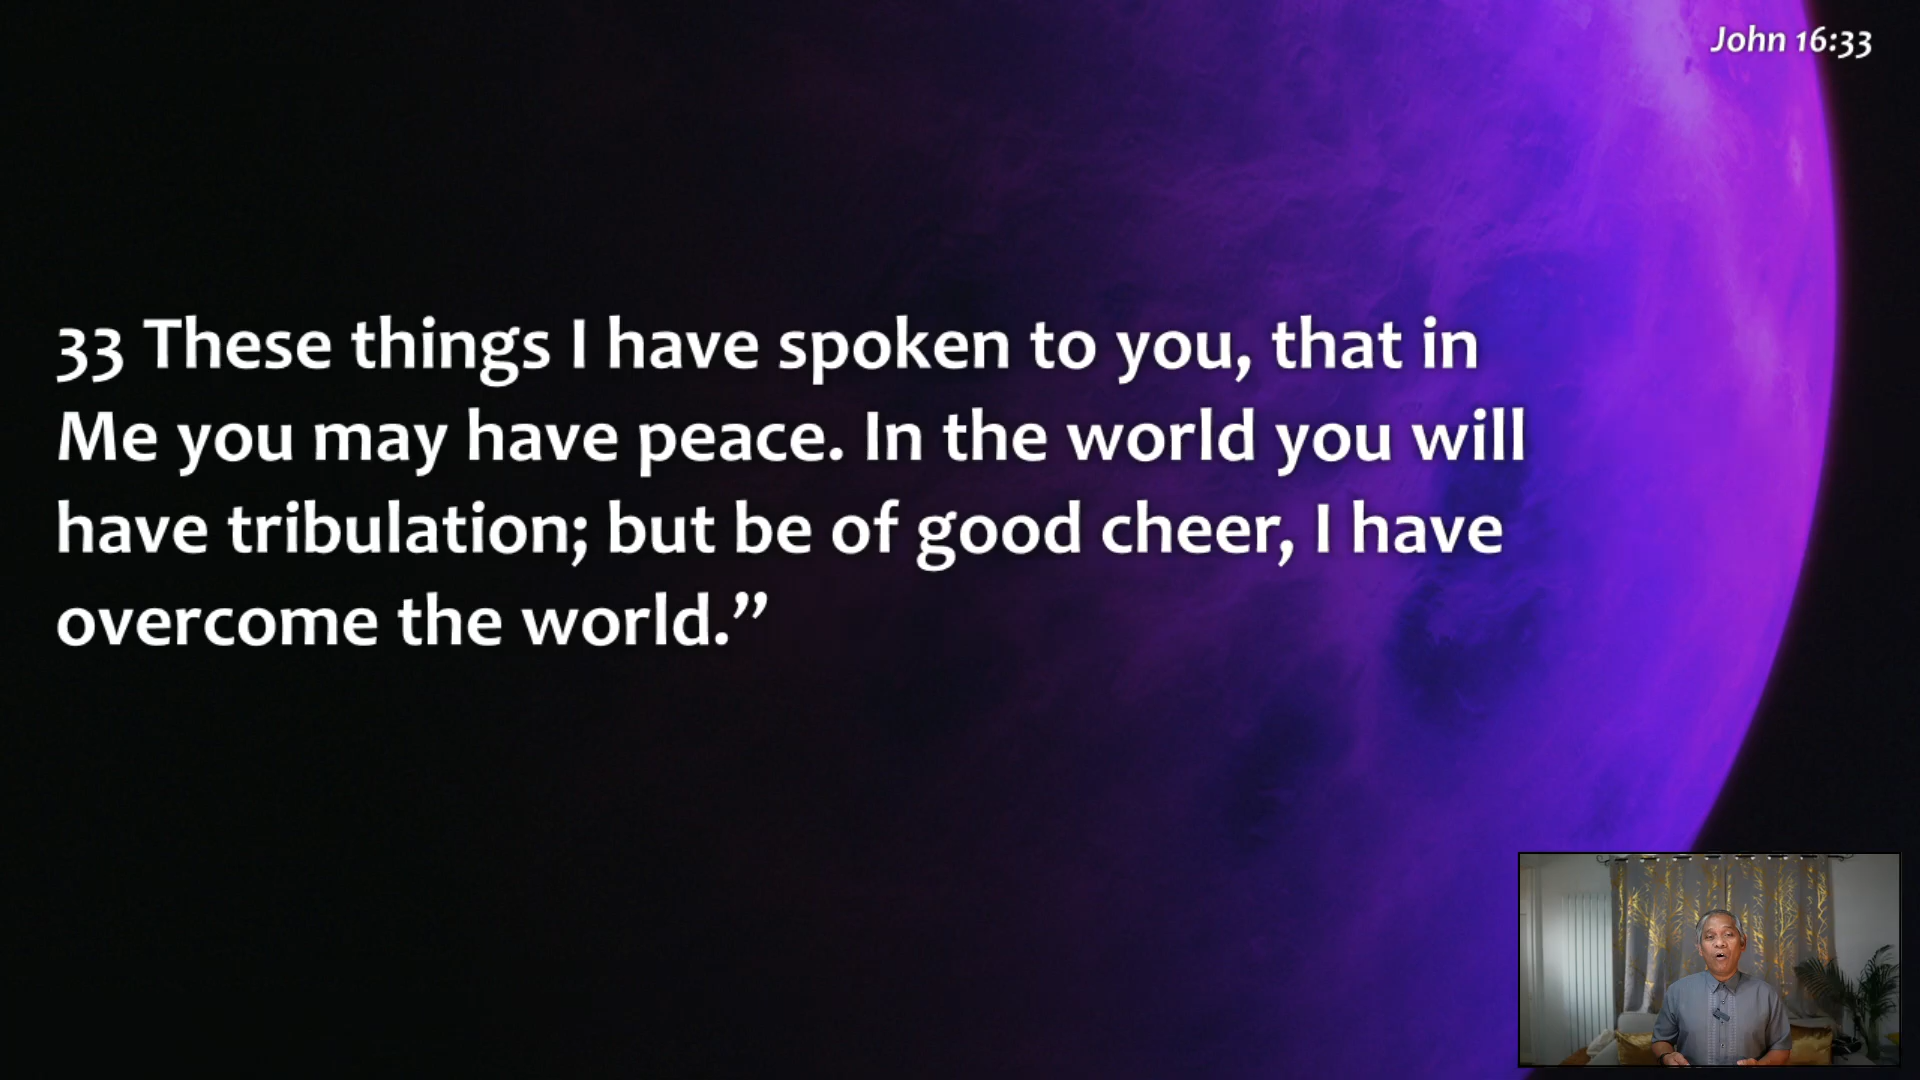 John 16:33
33 These things I have spoken to you, that in
Me you may have peace. In the world you will
have tribulation; but be of good cheer, I have
overcome the world.”